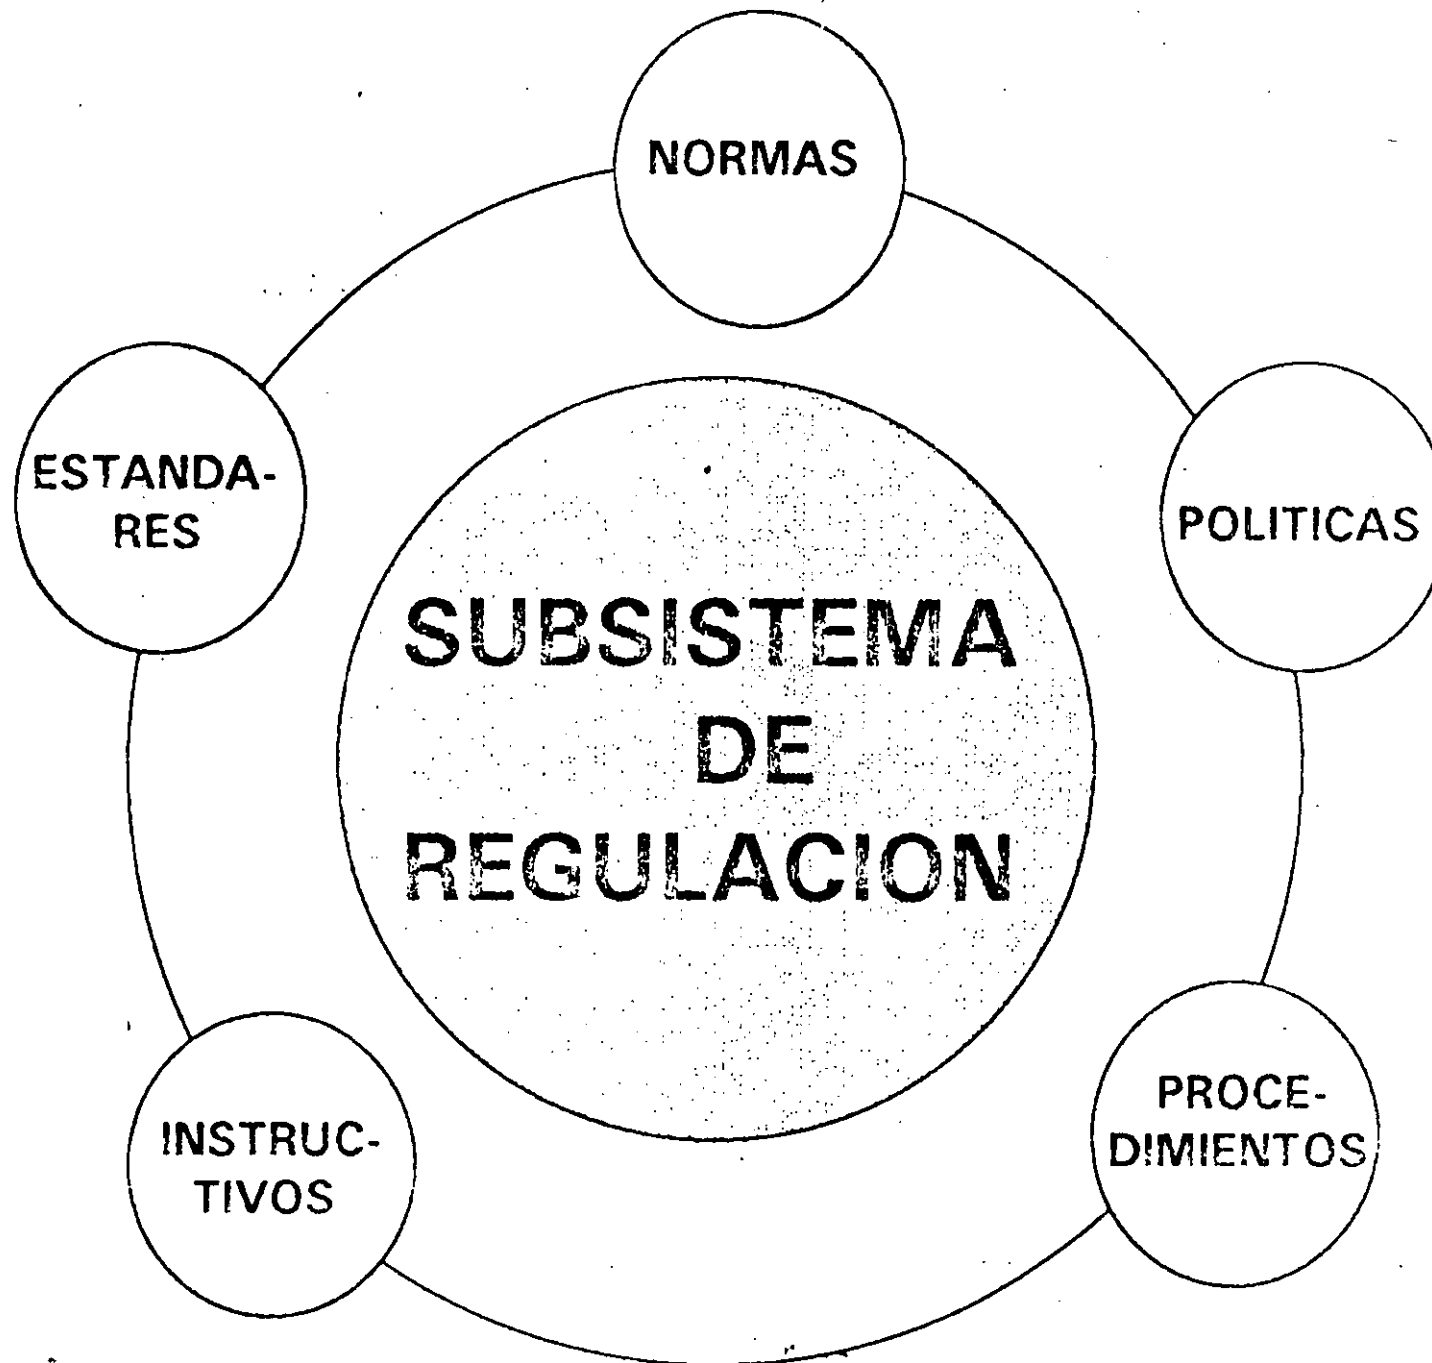 NORMAS
ESTANDA-
RES
POLITICAS
SUBSISTEMA
DE
REGULACION
PROCE-
DIMIENTOS
INSTRUC-
TIVOS